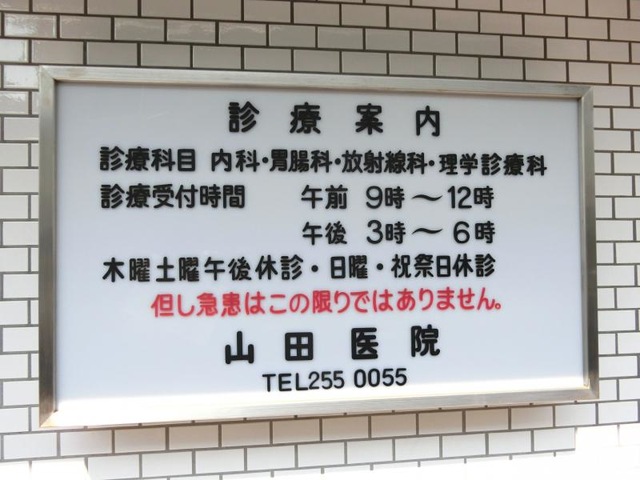 診療案内
診療科目 内科・胃腸科・放射線科・理学診療科
診療受付時間 午前 9時〜12時
午後 3時〜6時
木曜土曜午後休診・日曜・祝祭日休診
但し急患はこの限りではありません。
山田医院
TEL255 0055